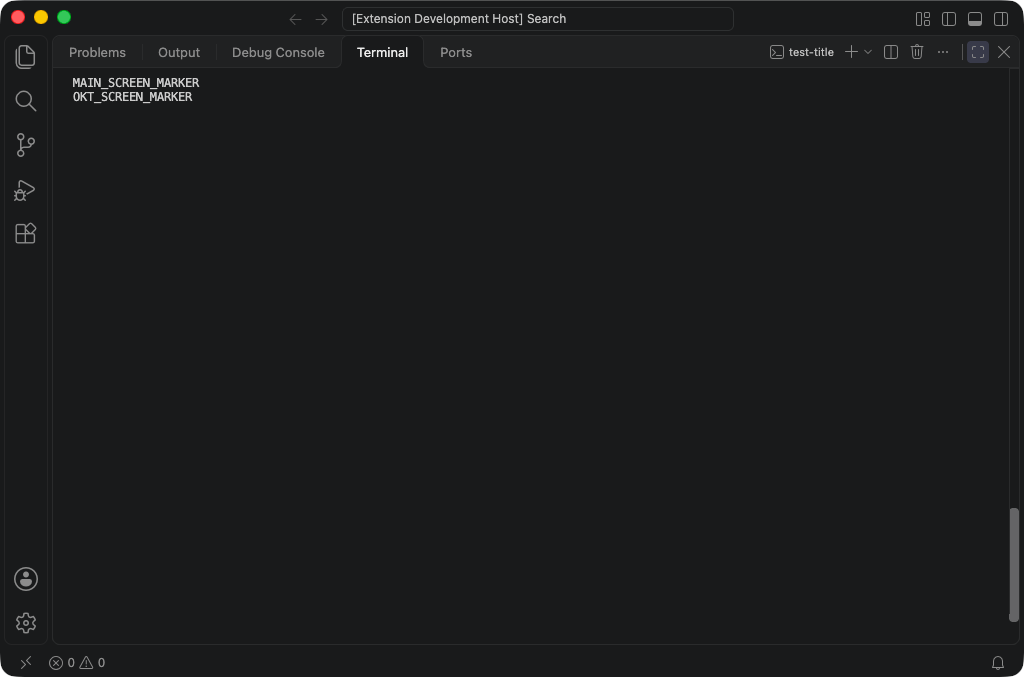 [Extension Development Host] Search
Problems Output Debug Console Terminal Ports test-title
MAIN_SCREEN_MARKER
OKT_SCREEN_MARKER
0 0